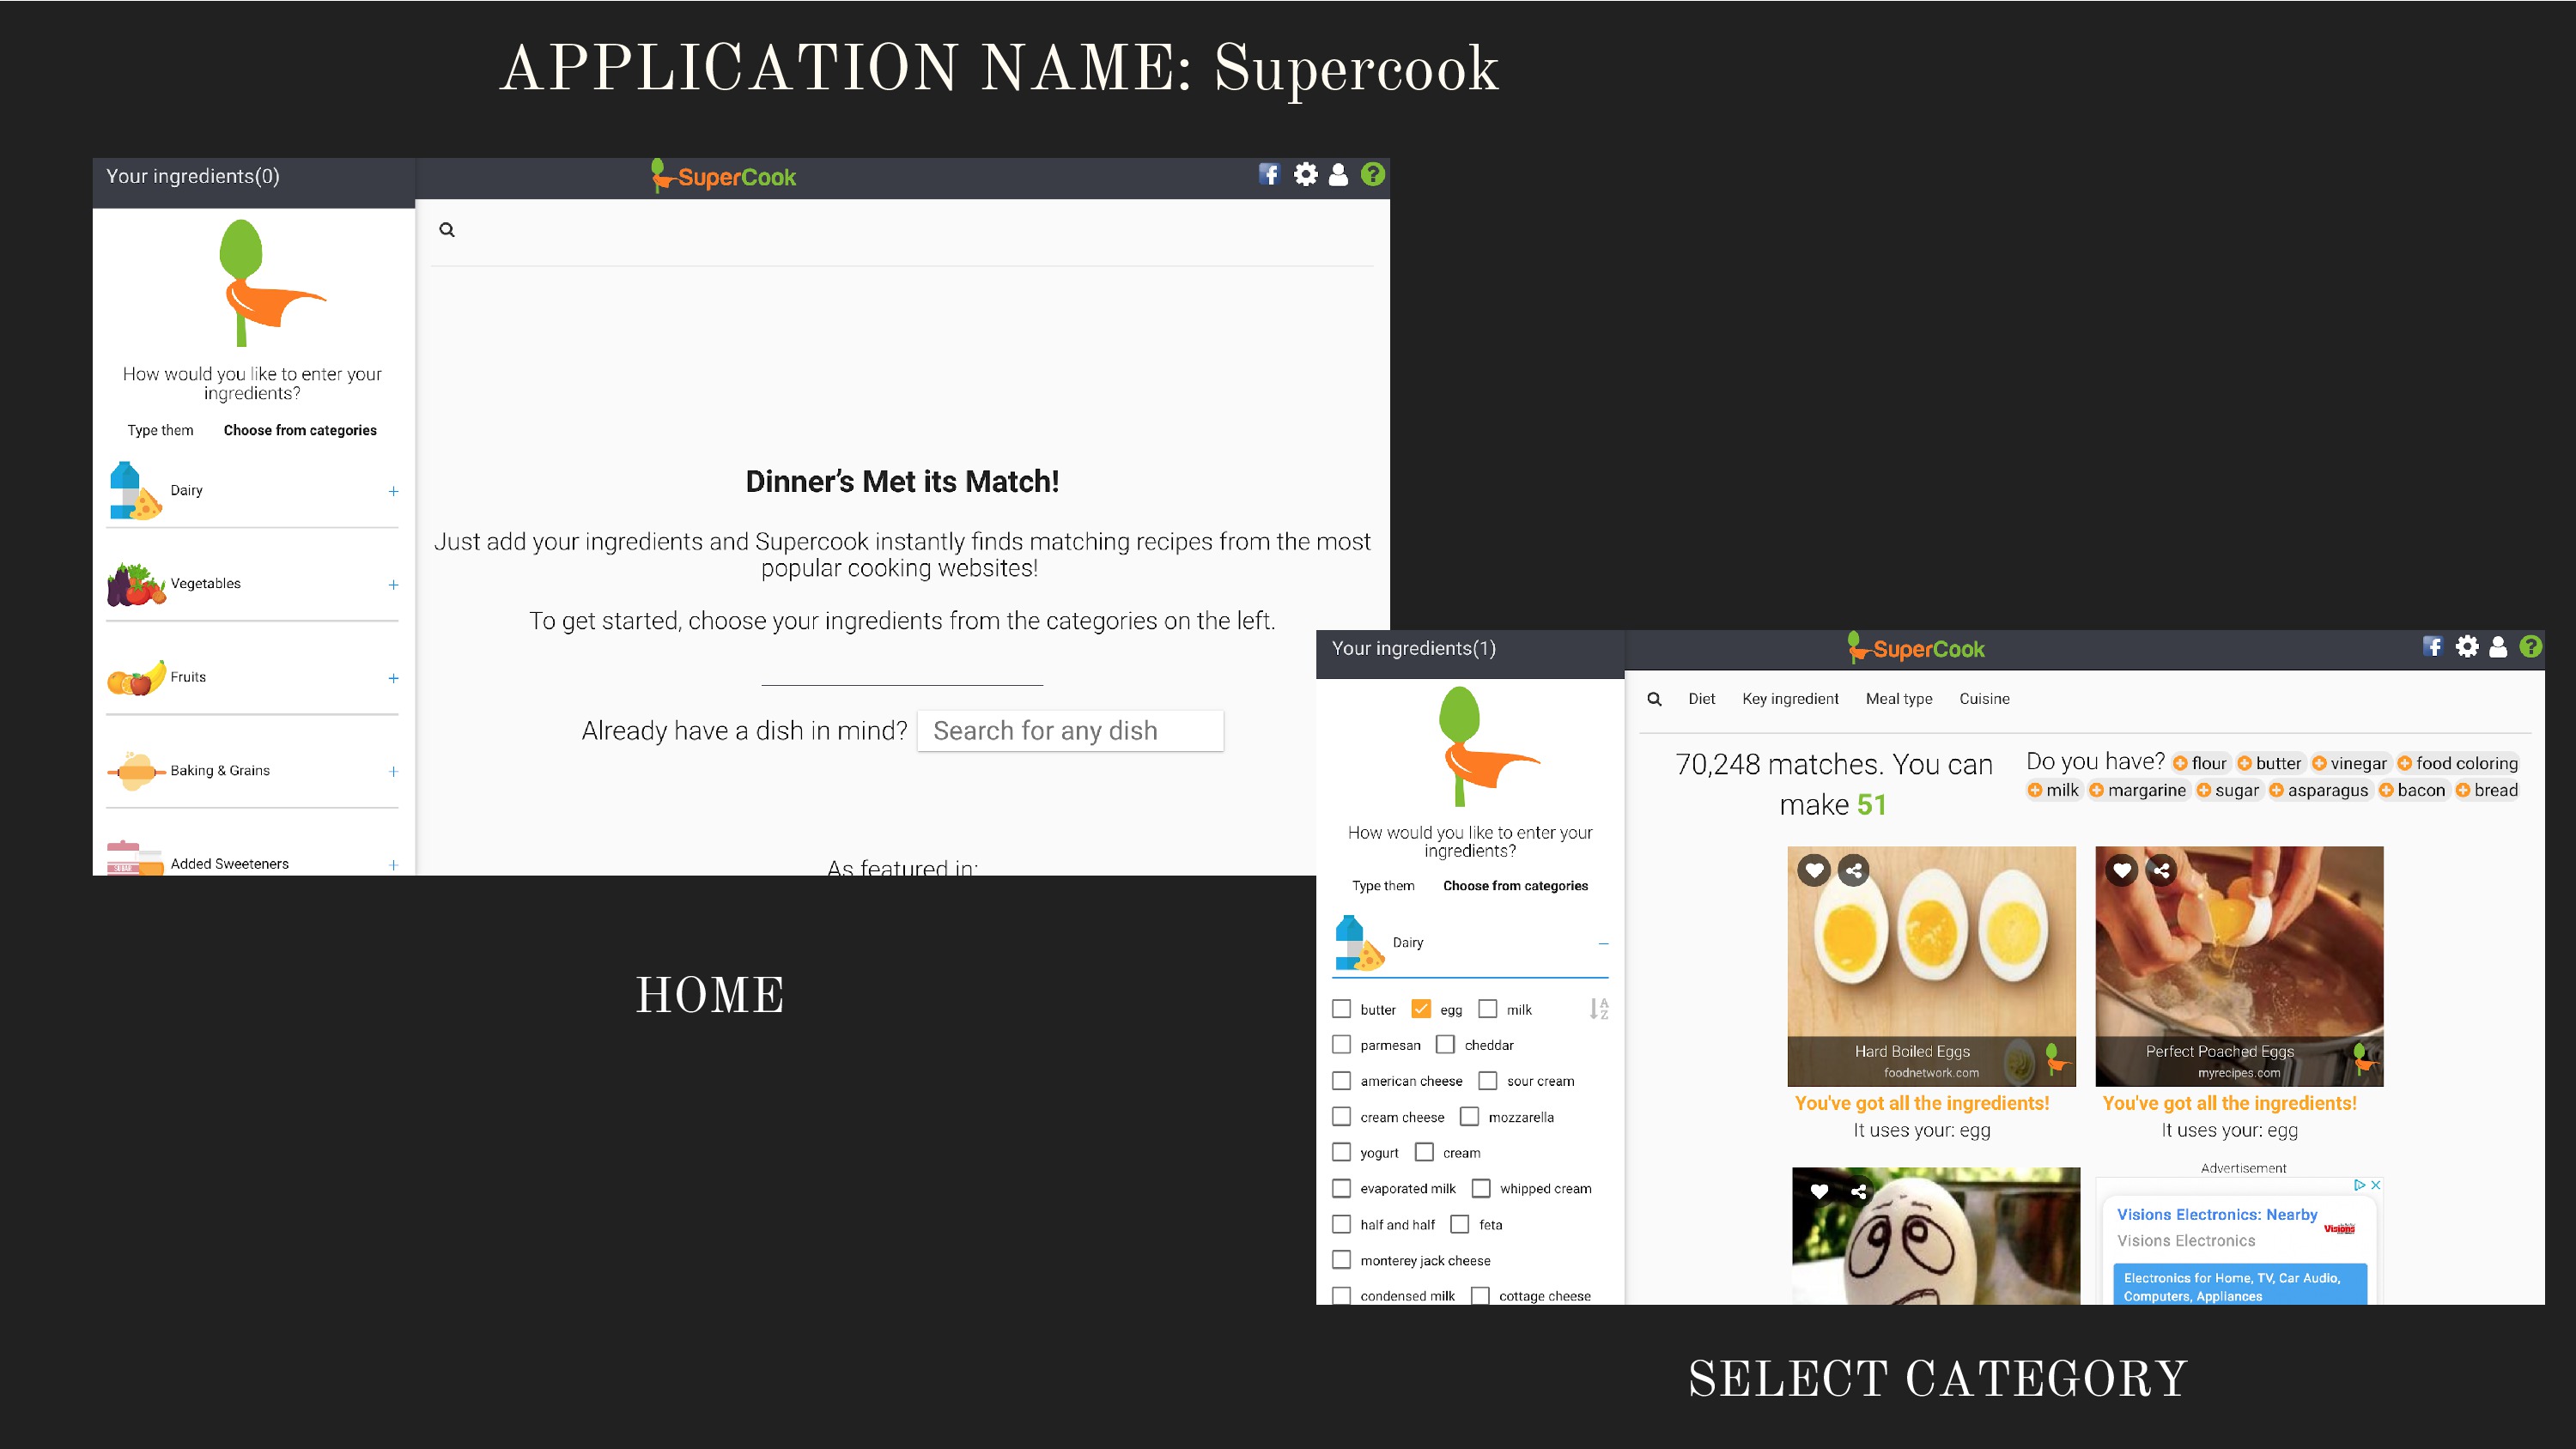 APPLICATION NAME: Supercook
Your ingredients(0)
SuperCook
How would you like to enter your
ingredients?
Type them Choose from categories
Dairy
Vegetables
Fruits
Baking & Grains
Added Sweeteners
Dinner's Met its Match!
Just add your ingredients and Supercook instantly finds matching recipes from the most
popular cooking websites!
To get started, choose your ingredients from the categories on the left.
Already have a dish in mind? Search for any dish
As featured in:
HOME
Your ingredients(1)
SuperCook
How would you like to enter your
ingredients?
Type them Choose from categories
Dairy
butter egg milk
parmesan cheddar
american cheese sour cream
cream cheese mozzarella
yogurt cream
evaporated milk whipped cream
half and half feta
monterey jack cheese
condensed milk cottage cheese
Diet Key ingredient Meal type Cuisine
70,248 matches. You can
make 51
Do you have? flour butter vinegar food coloring
milk margarine sugar asparagus bacon bread
Hard Boiled Eggs
foodnetwork.com
You've got all the ingredients!
It uses your: egg
Perfect Poached Eggs
myrecipes.com
You've got all the ingredients!
It uses your: egg
Advertisement
Visions Electronics: Nearby
Visions
Visions Electronics
Electronics for Home, TV, Car Audio,
Computers, Appliances
SELECT CATEGORY